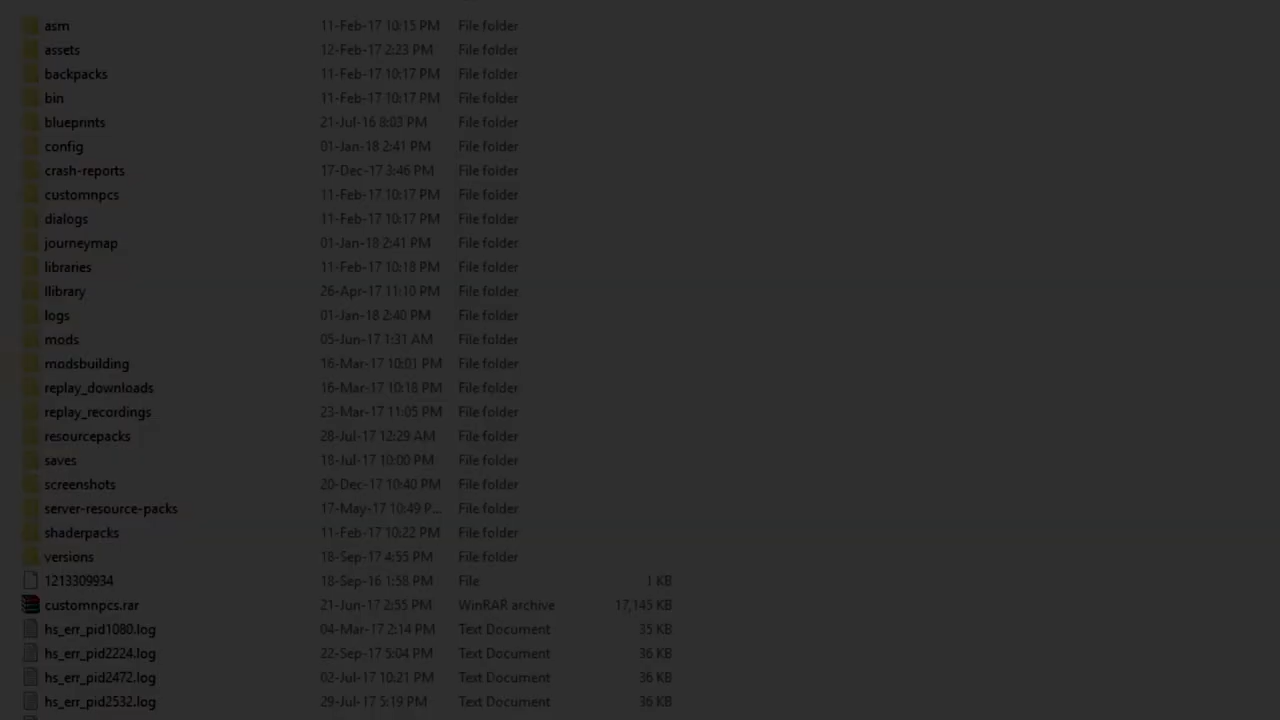 asm 11-Feb-17 10:15 PM File folder
assets 12-Feb-17 2:23 PM File folder
backpacks 11-Feb-17 10:17 PM File folder
bin 11-Feb-17 10:17 PM File folder
blueprints 21-Jul-16 8:03 PM File folder
config 01-Jan-18 2:41 PM File folder
crash-reports 17-Dec-17 3:46 PM File folder
customnpcs 11-Feb-17 10:17 PM File folder
dialogs 11-Feb-17 10:17 PM File folder
journeymap 01-Jan-18 2:41 PM File folder
libraries 11-Feb-17 10:18 PM File folder
llibrary 26-Apr-17 11:10 PM File folder
logs 01-Jan-18 2:40 PM File folder
mods 05-Jun-17 1:31 AM File folder
modsbuilding 16-Mar-17 10:01 PM File folder
replay_downloads 16-Mar-17 10:18 PM File folder
replay_recordings 23-Mar-17 11:05 PM File folder
resourcepacks 28-Jul-17 12:29 AM File folder
saves 18-Jul-17 10:00 PM File folder
screenshots 20-Dec-17 10:40 PM File folder
server-resource-packs 17-May-17 10:49 P... File folder
shaderpacks 11-Feb-17 10:22 PM File folder
versions 18-Sep-17 4:55 PM File folder
1213309934 18-Sep-16 1:58 PM File 1 KB
customnpcs.rar 21-Jun-17 2:55 PM WinRAR archive 17,145 KB
hs_err_pid1080.log 04-Mar-17 2:14 PM Text Document 35 KB
hs_err_pid2224.log 22-Sep-17 5:04 PM Text Document 36 KB
hs_err_pid2472.log 02-Jul-17 10:21 PM Text Document 36 KB
hs_err_pid2532.log 29-Jul-17 5:19 PM Text Document 36 KB